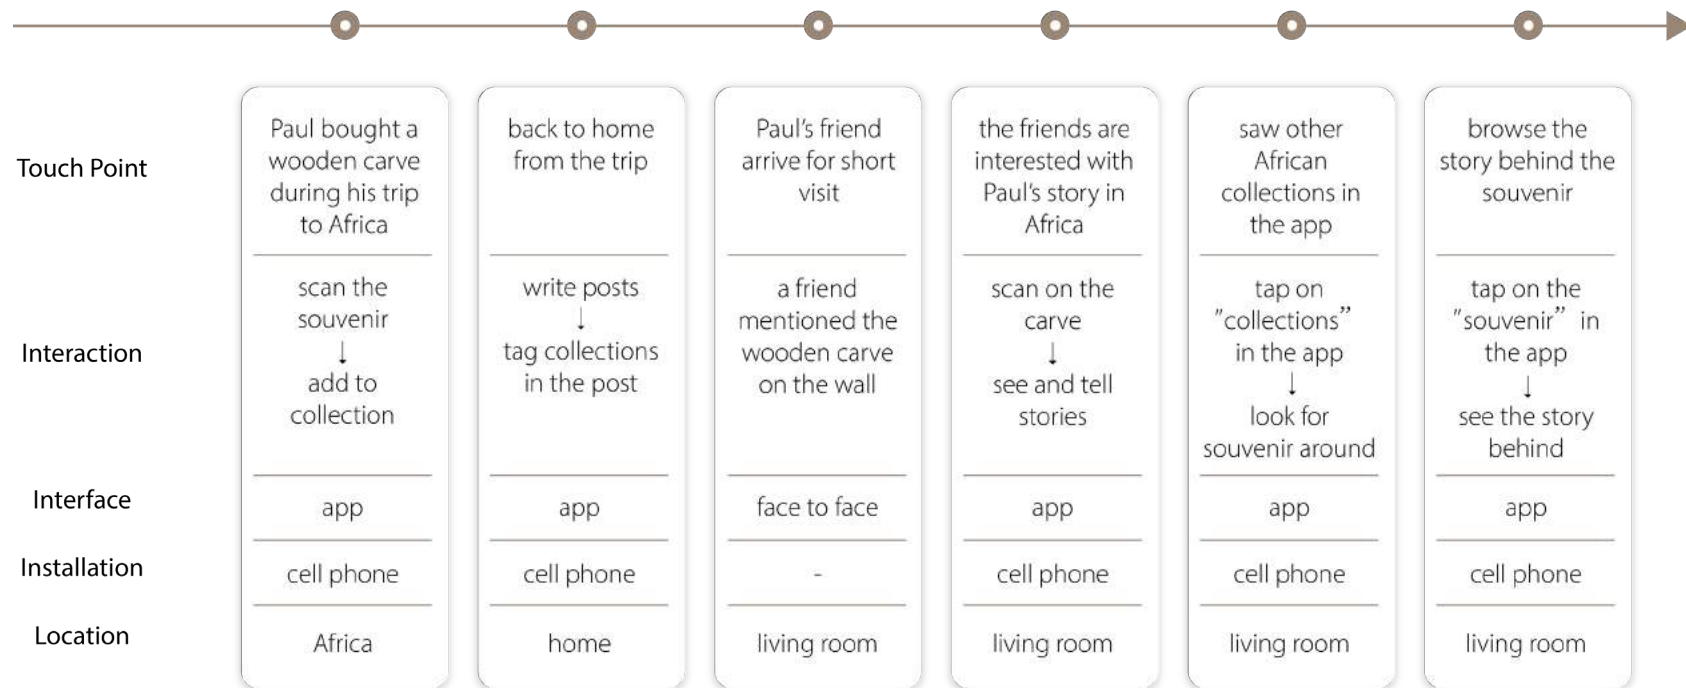 Touch Point
Paul bought a
wooden carve
during his trip
to Africa
back to home
from the trip
Paul's friend
arrive for short
visit
the friends are
interested with
Paul's story in
Africa
saw other
African
collections in
the app
browse the
story behind the
souvenir
Interaction
scan the
souvenir
↓
add to
collection
write posts
↓
tag collections
in the post
a friend
mentioned the
wooden carve
on the wall
scan on the
carve
↓
see and tell
stories
tap on
"collections”
in the app
↓
look for
souvenir around
tap on the
"souvenir” in
the app
↓
see the story
behind
Interface
app
app
face to face
app
app
app
Installation
cell phone
cell phone
-
cell phone
cell phone
cell phone
Location
Africa
home
living room
living room
living room
living room